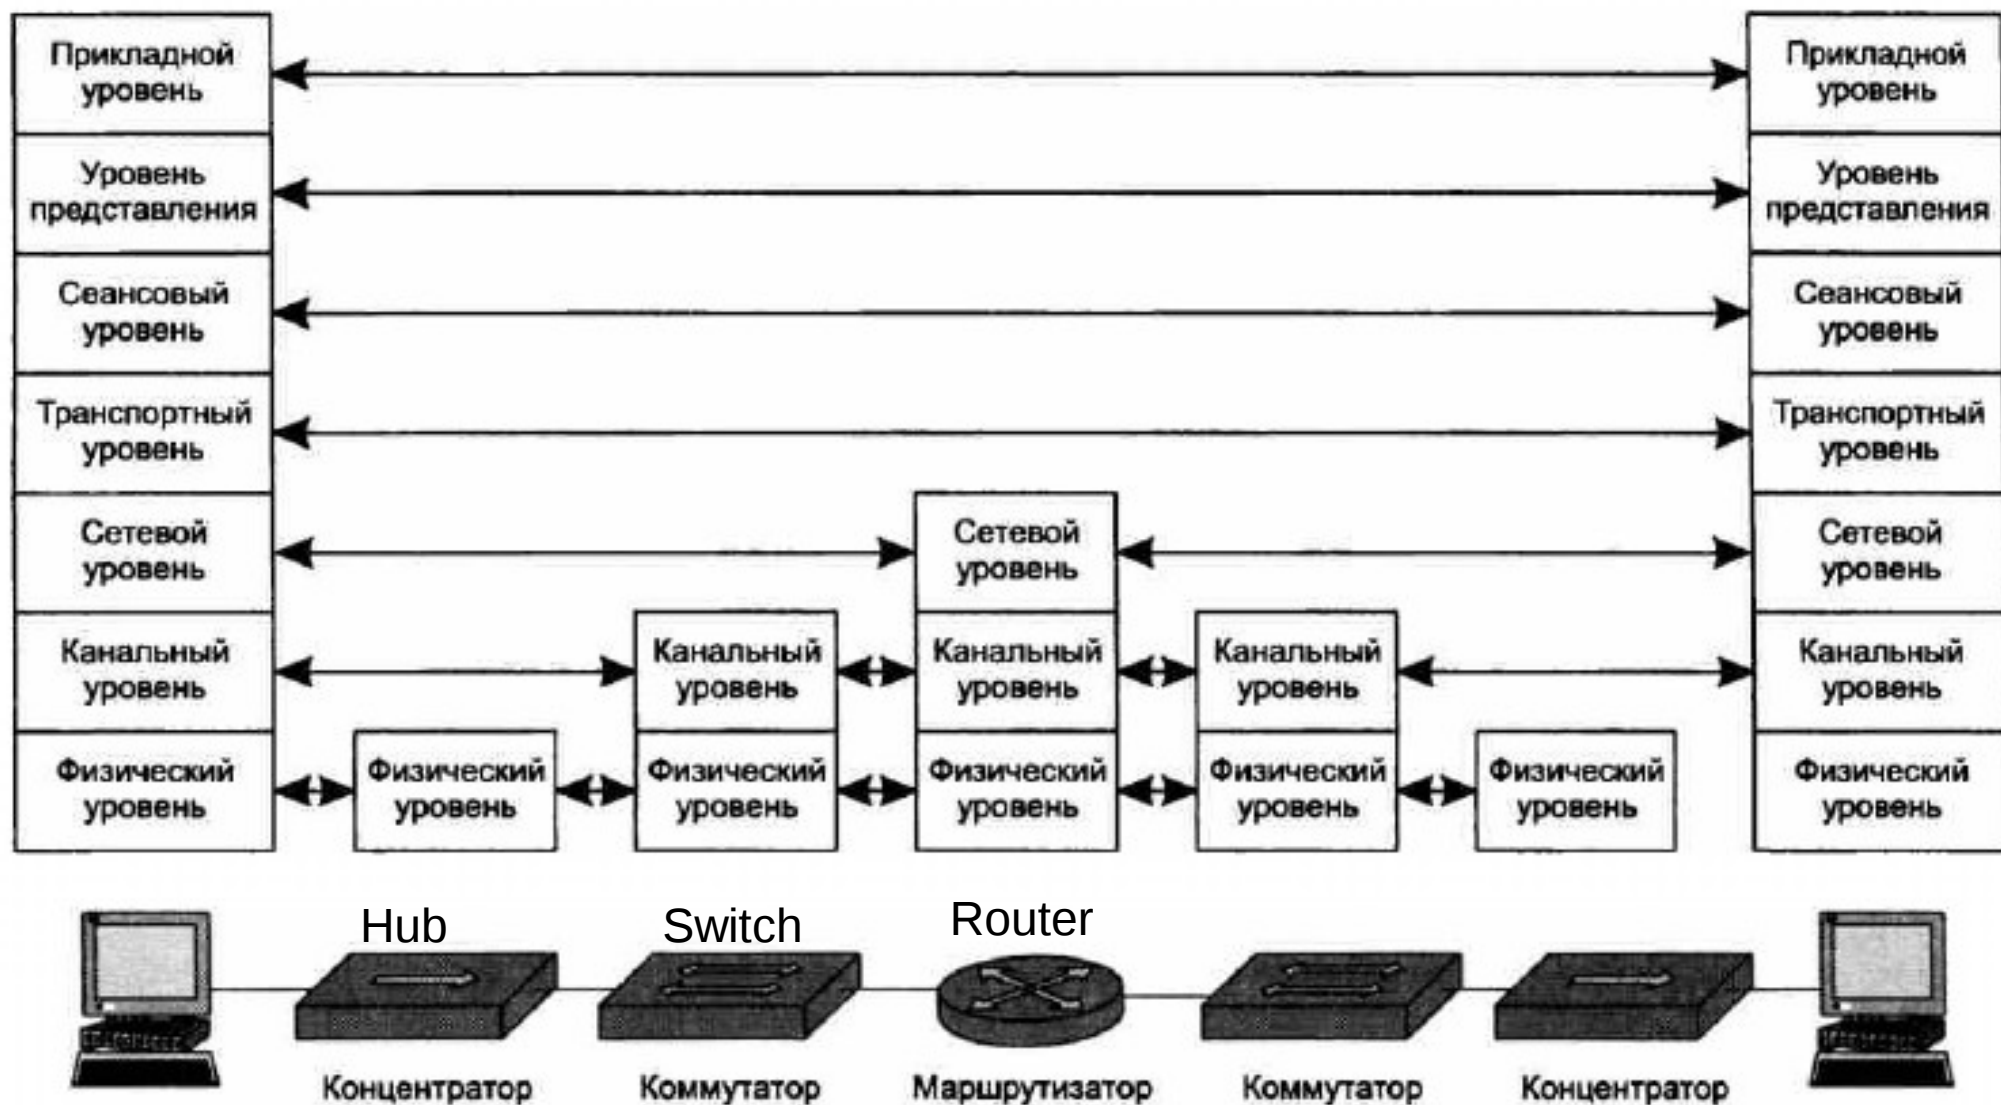 Прикладной
уровень
Прикладной
уровень
Уровень
представления
Уровень
представления
Сеансовый
уровень
Сеансовый
уровень
Транспортный
уровень
Транспортный
уровень
Сетевой
уровень
Сетевой
уровень
Сетевой
уровень
Канальный
уровень
Канальный
уровень
Канальный
уровень
Канальный
уровень
Канальный
уровень
Физический
уровень
Физический
уровень
Физический
уровень
Физический
уровень
Физический
уровень
Физический
уровень
Физический
уровень
Hub
Switch
Router
Концентратор
Коммутатор
Маршрутизатор
Коммутатор
Концентратор